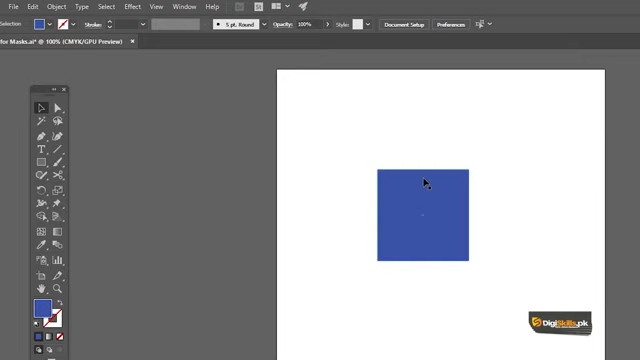 File Edit Object Type Select Effect View Window Help
Selection Stroke: 5 pt. Round Opacity: 100% Style: Document Setup Preferences
for Masks.ai* @ 100% (CMYK/GPU Preview)
DigiSkills.pk